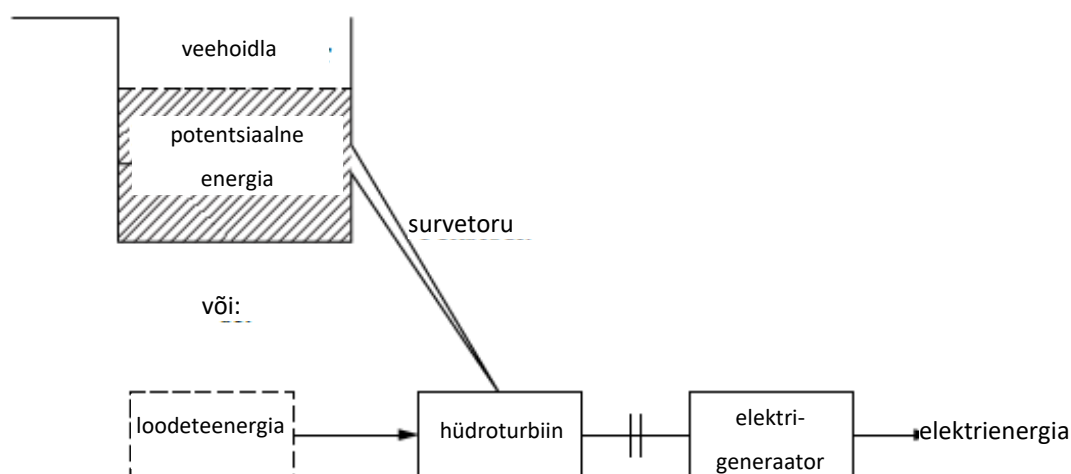 veehoidla
potentsiaalne
energia
survetoru
või:
loodeteenergia
hüdroturbiin
elektri-
generaator
elektrienergia